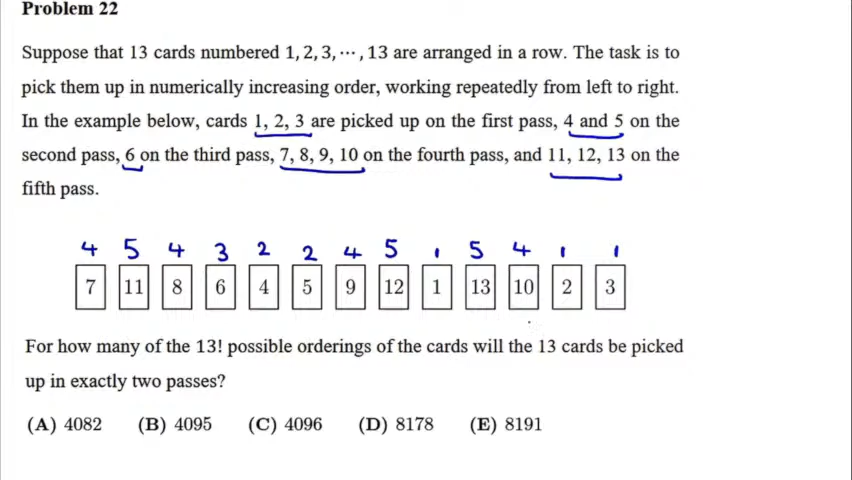 Problem 22
Suppose that 13 cards numbered 1, 2, 3, ⋯ , 13 are arranged in a row. The task is to
pick them up in numerically increasing order, working repeatedly from left to right.
In the example below, cards 1, 2, 3 are picked up on the first pass, 4 and 5 on the
second pass, 6 on the third pass, 7, 8, 9, 10 on the fourth pass, and 11, 12, 13 on the
fifth pass.
4 5 4 3 2 2 4 5 1 5 4 1 1
7 11 8 6 4 5 9 12 1 13 10 2 3
For how many of the 13! possible orderings of the cards will the 13 cards be picked
up in exactly two passes?
(A) 4082 (B) 4095 (C) 4096 (D) 8178 (E) 8191